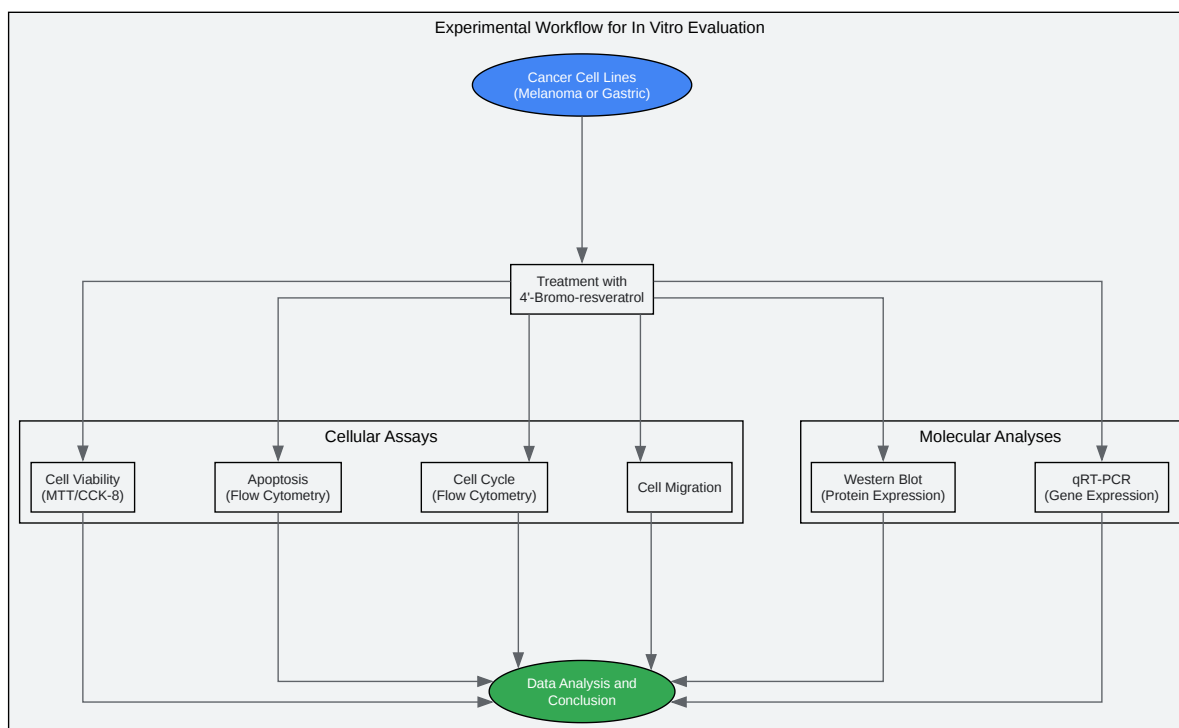 Experimental Workflow for In Vitro Evaluation
Cancer Cell Lines
(Melanoma or Gastric)
Treatment with
4'-Bromo-resveratrol
Cellular Assays
Molecular Analyses
Cell Viability
(MTT/CCK-8)
Apoptosis
(Flow Cytometry)
Cell Cycle
(Flow Cytometry)
Cell Migration
Western Blot
(Protein Expression)
qRT-PCR
(Gene Expression)
Data Analysis and
Conclusion